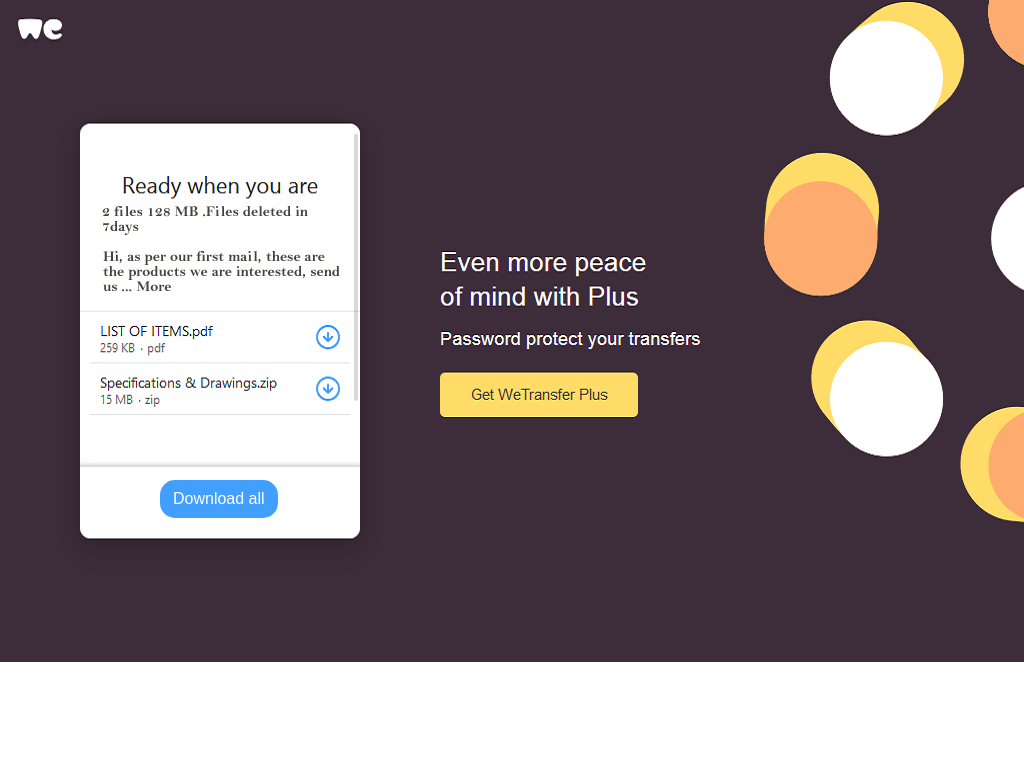 we
Ready when you are
2 files 128 MB .Files deleted in
7days
Hi, as per our first mail, these are
the products we are interested, send
us ... More
LIST OF ITEMS.pdf
259 KB · pdf
Specifications & Drawings.zip
15 MB · zip
Download all
Even more peace
of mind with Plus
Password protect your transfers
Get WeTransfer Plus